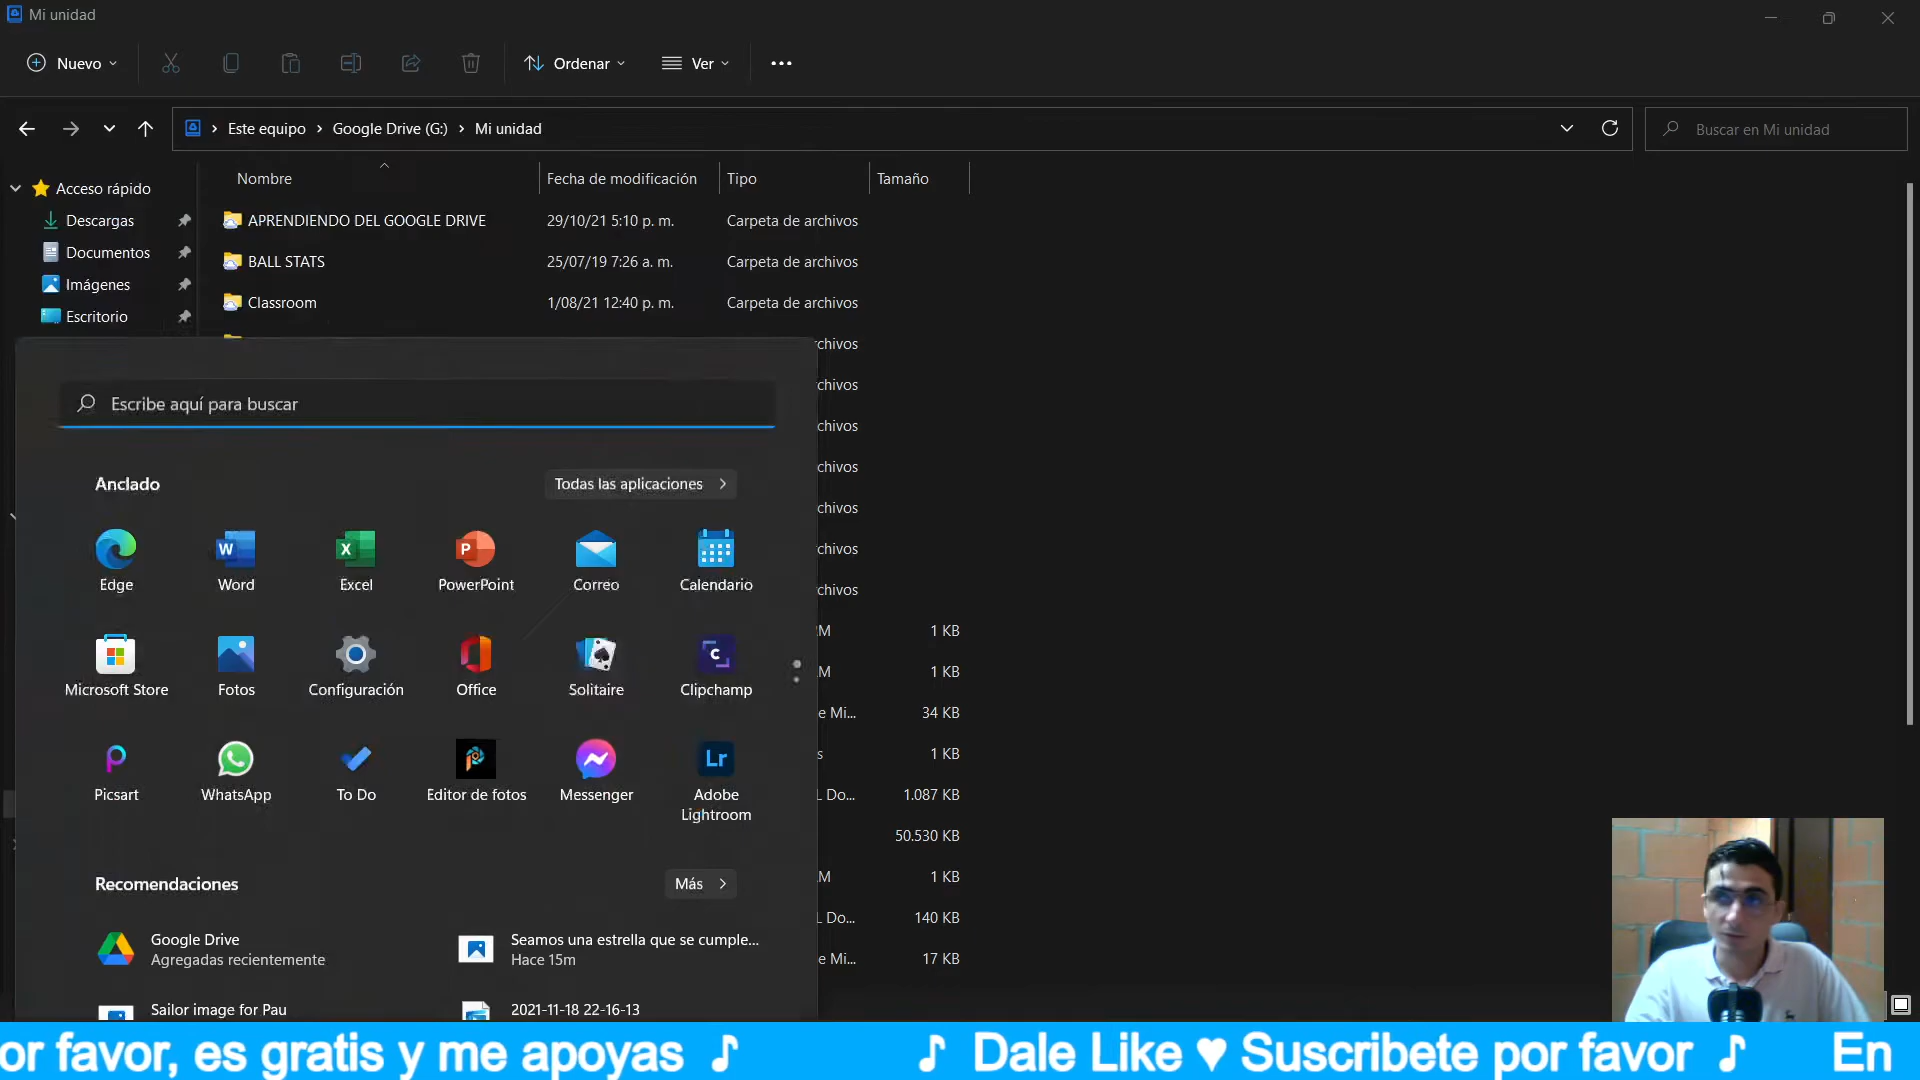 Mi unidad
Nuevo
Ordenar
Ver
Este equipo > Google Drive (G:) > Mi unidad
Buscar en Mi unidad
Nombre
Fecha de modificación
Tipo
Tamaño
Acceso rápido
Descargas
Documentos
Imágenes
Escritorio
APRENDIENDO DEL GOOGLE DRIVE 29/10/21 5:10 p. m. Carpeta de archivos
BALL STATS 25/07/19 7:26 a. m. Carpeta de archivos
Classroom 1/08/21 12:40 p. m. Carpeta de archivos
chivos
chivos
chivos
chivos
chivos
chivos
chivos
M 1 KB
M 1 KB
e Mi... 34 KB
s 1 KB
L Do... 1.087 KB
50.530 KB
M 1 KB
L Do... 140 KB
e Mi... 17 KB
Escribe aquí para buscar
Anclado
Todas las aplicaciones >
Edge
Word
Excel
PowerPoint
Correo
Calendario
Microsoft Store
Fotos
Configuración
Office
Solitaire
Clipchamp
Picsart
WhatsApp
To Do
Editor de fotos
Messenger
Adobe
Lightroom
Recomendaciones
Más >
Google Drive
Agregadas recientemente
Seamos una estrella que se cumple...
Hace 15m
Sailor image for Pau
2021-11-18 22-16-13
or favor, es gratis y me apoyas ♪ ♪ Dale Like ♥ Suscribete por favor ♪ En